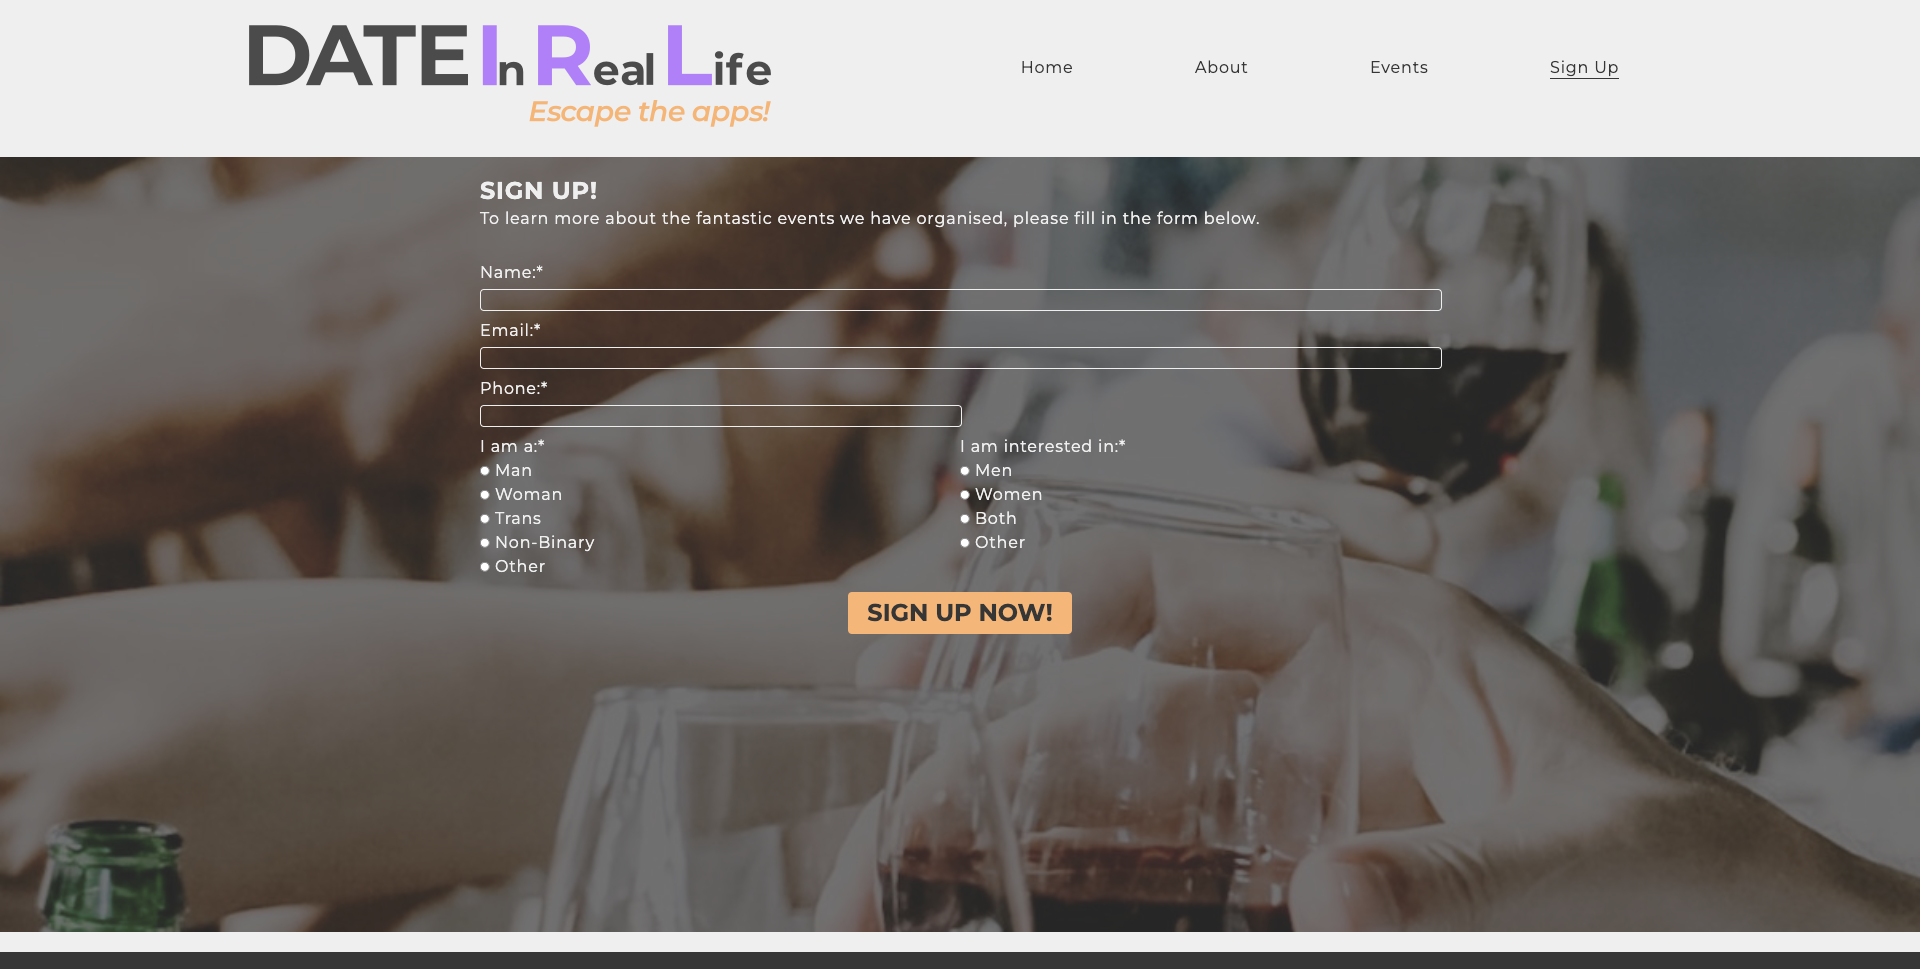 DATE In Real Life
Escape the apps!
Home About Events Sign Up
SIGN UP!
To learn more about the fantastic events we have organised, please fill in the form below.
Name:*
Email:*
Phone:*
I am a:*
Man
Woman
Trans
Non-Binary
Other
I am interested in:*
Men
Women
Both
Other
SIGN UP NOW!